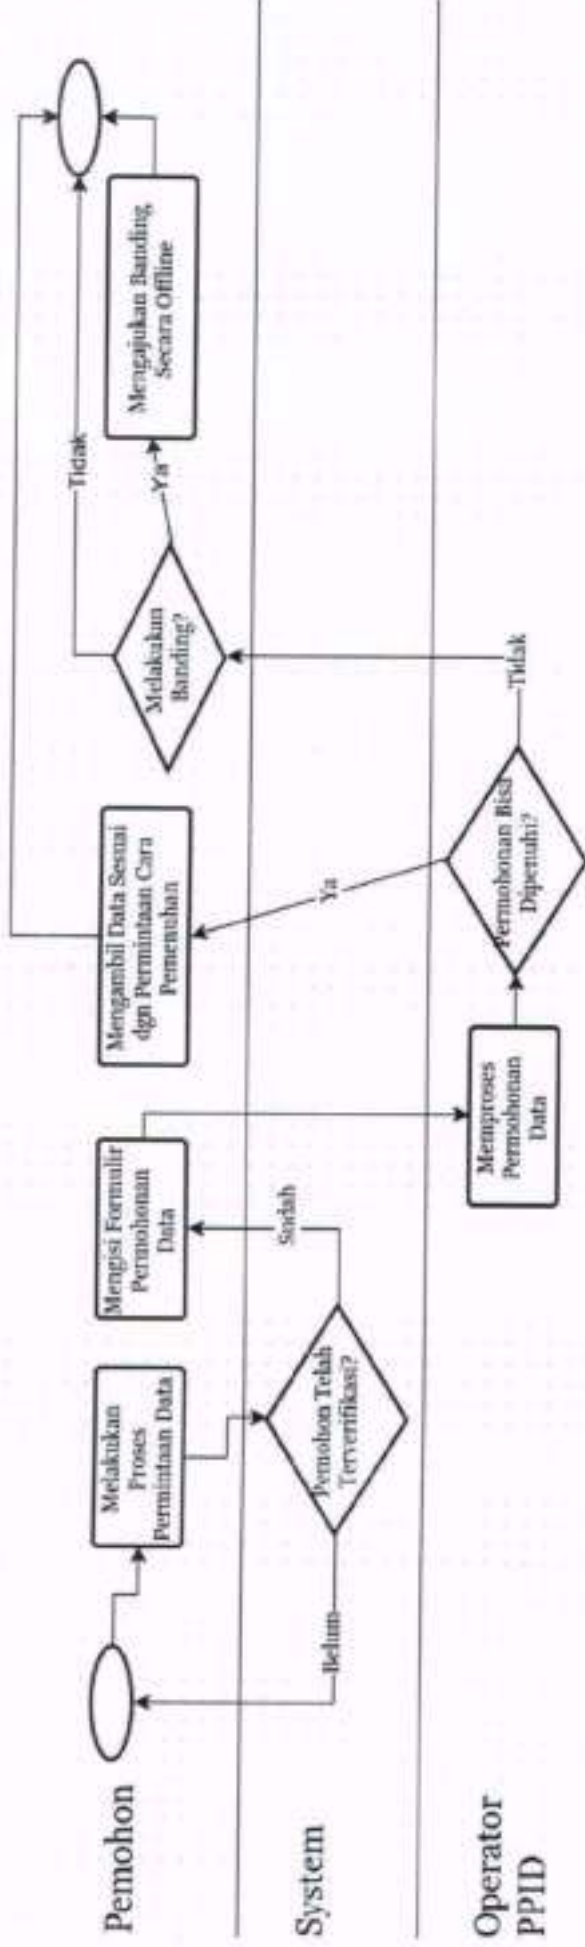 Pemohon
Melakukan
Proses
Permintaan Data
Mengisi Formulir
Permohonan
Data
Mengambil Data Sesuai
dgn Permintaan Cara
Pemenuhan
Melakukun
Banding?
Ya
Tidak
Mengajukan Banding
Secara Offline
System
Belum
Pemohon Telah
Terverifikasi?
Sudah
Ya
Operator
PPID
Memproses
Permohonan
Data
Permohonan Bisa
Dipenuhi?
Tidak